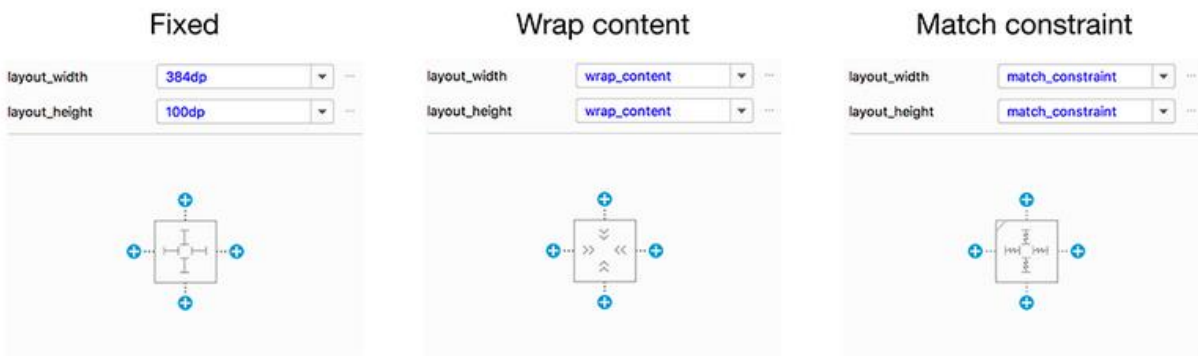 Fixed
layout_width 384dp
layout_height 100dp
Wrap content
layout_width wrap_content
layout_height wrap_content
Match constraint
layout_width match_constraint
layout_height match_constraint